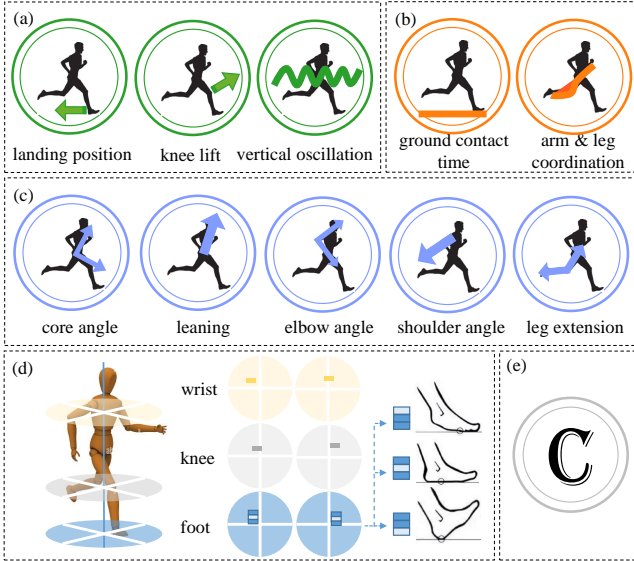 (a)
landing position
knee lift
vertical oscillation
(b)
ground contact
time
arm & leg
coordination
(c)
core angle
leaning
elbow angle
shoulder angle
leg extension
(d)
wrist
knee
foot
(e)
C